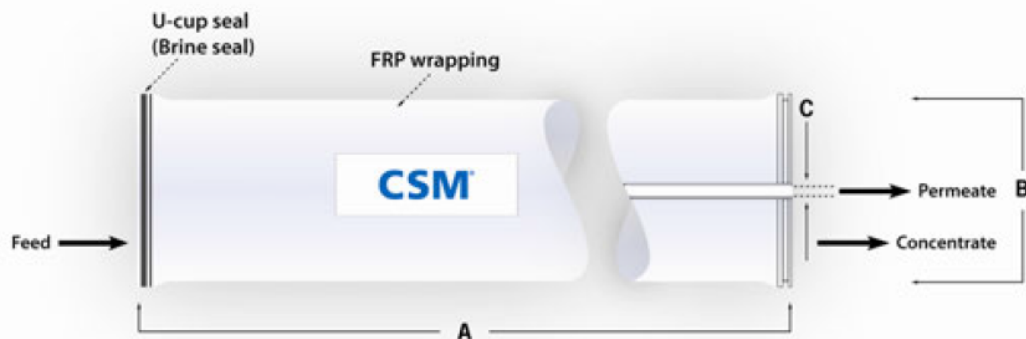 U-cup seal
(Brine seal)
FRP wrapping
C
CSM®
Permeate
B
Feed
Concentrate
A